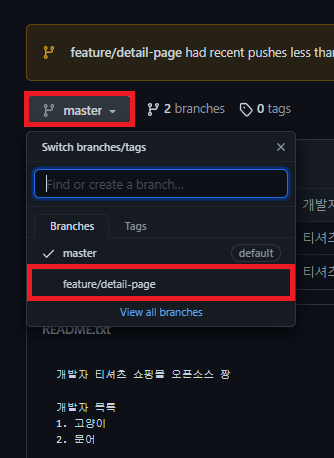 feature/detail-page had recent pushes less than
master
2 branches
0 tags
Switch branches/tags
Find or create a branch...
Branches
Tags
개발자
master
default
티셔츠
feature/detail-page
티셔츠
View all branches
README.txt
개발자 티셔츠 쇼핑몰 오픈소스 짱
개발자 목록
1. 고양이
2. 문어